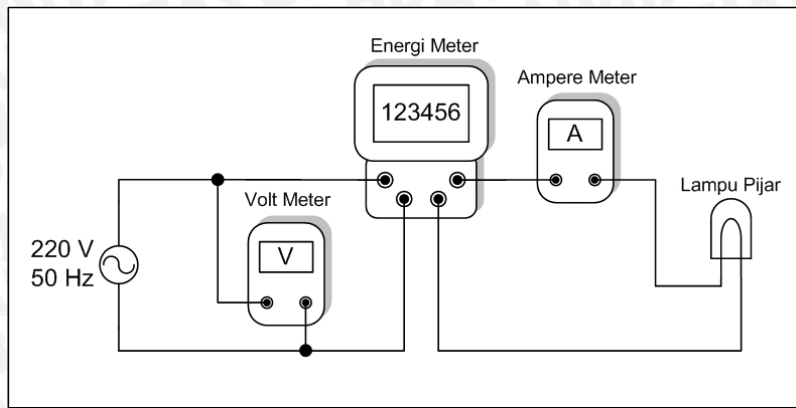 Energi Meter
123456
Ampere Meter
A
Lampu Pijar
Volt Meter
V
220 V
50 Hz